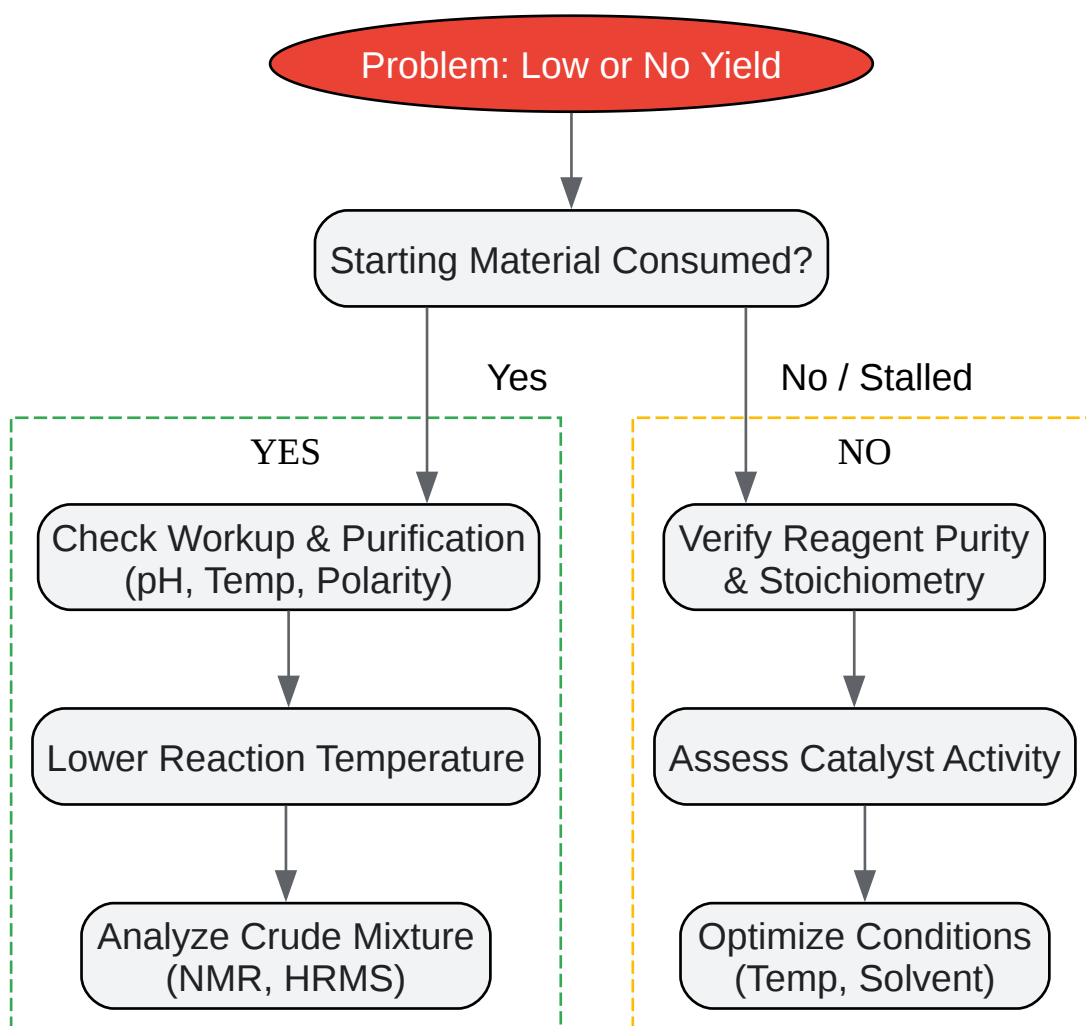 Problem: Low or No Yield
Starting Material Consumed?
Yes
No / Stalled
YES
NO
Check Workup & Purification
(pH, Temp, Polarity)
Verify Reagent Purity
& Stoichiometry
Lower Reaction Temperature
Assess Catalyst Activity
Analyze Crude Mixture
(NMR, HRMS)
Optimize Conditions
(Temp, Solvent)